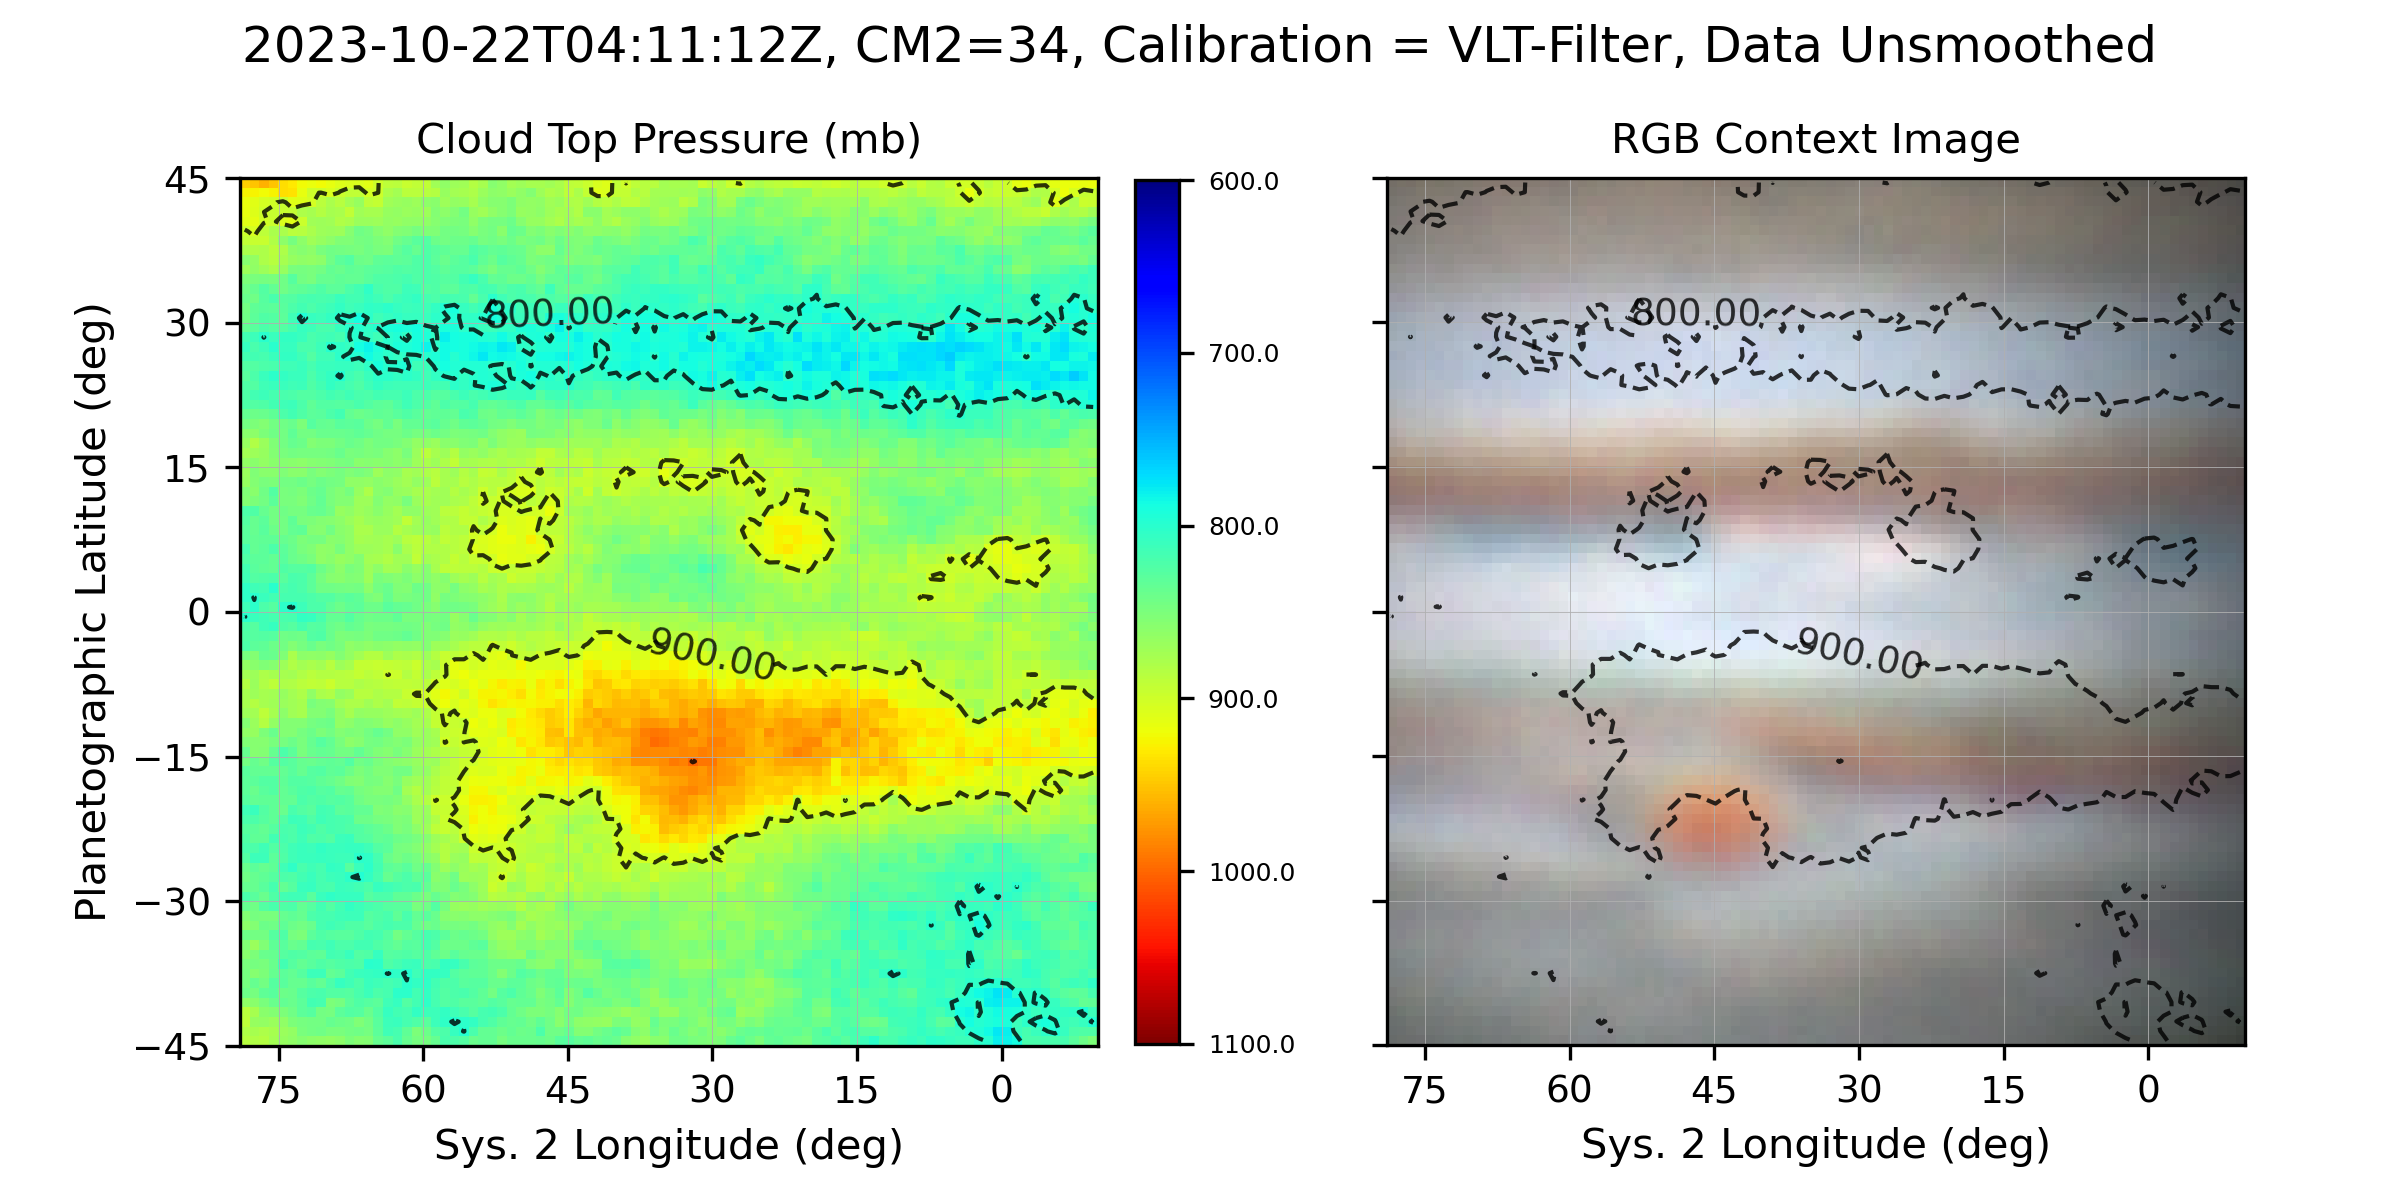 2023-10-22T04:11:12Z, CM2=34, Calibration = VLT-Filter, Data Unsmoothed
Cloud Top Pressure (mb)
Planetographic Latitude (deg)
45
30
15
0
−15
−30
−45
800.00
900.00
75 60 45 30 15 0
Sys. 2 Longitude (deg)
600.0
700.0
800.0
900.0
1000.0
1100.0
RGB Context Image
800.00
900.00
75 60 45 30 15 0
Sys. 2 Longitude (deg)